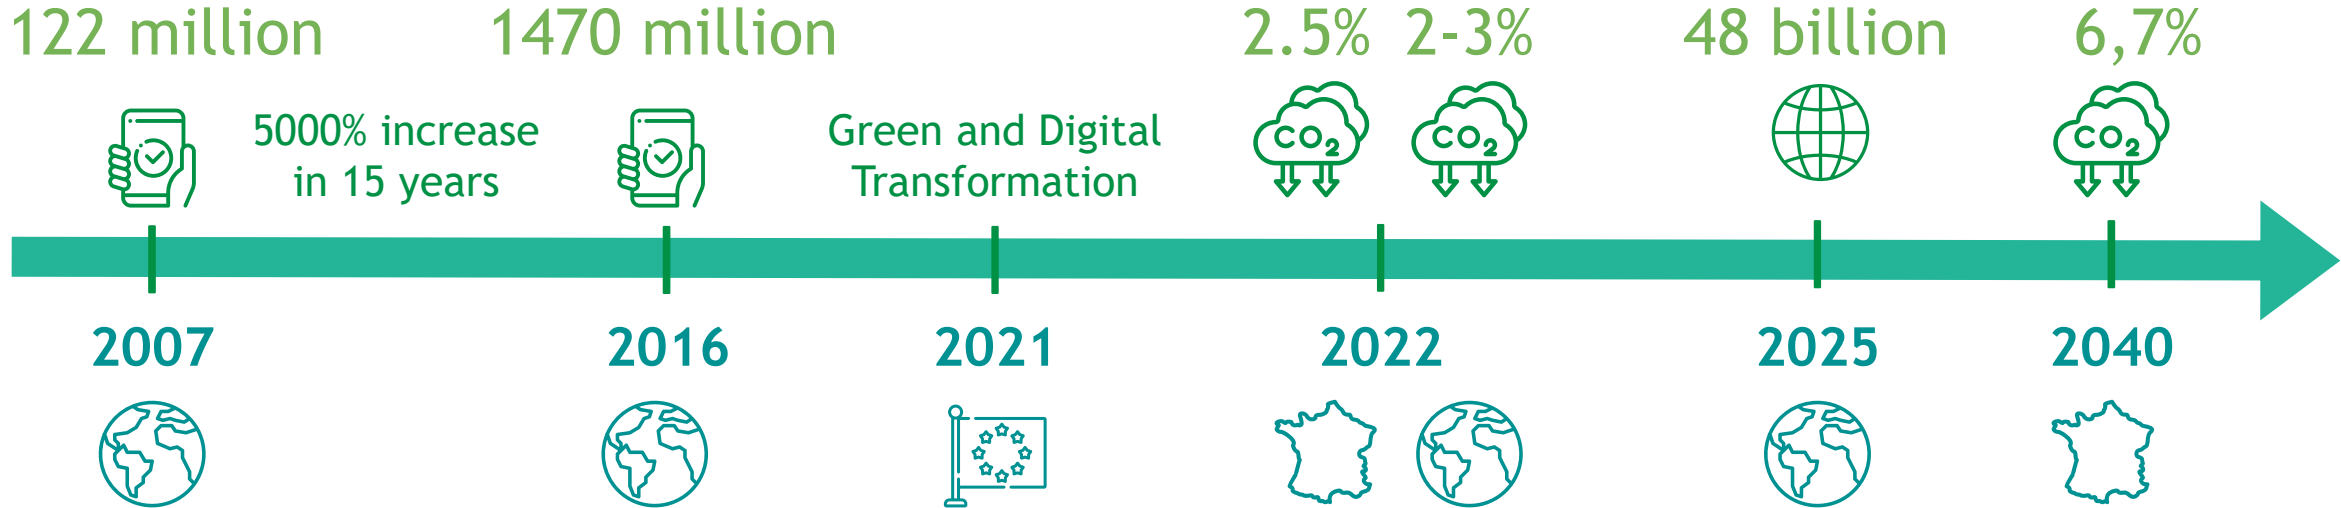 122 million
1470 million
2.5%
2-3%
48 billion
6,7%
5000% increase
in 15 years
Green and Digital
Transformation
CO2
CO2
CO2
2007
2016
2021
2022
2025
2040